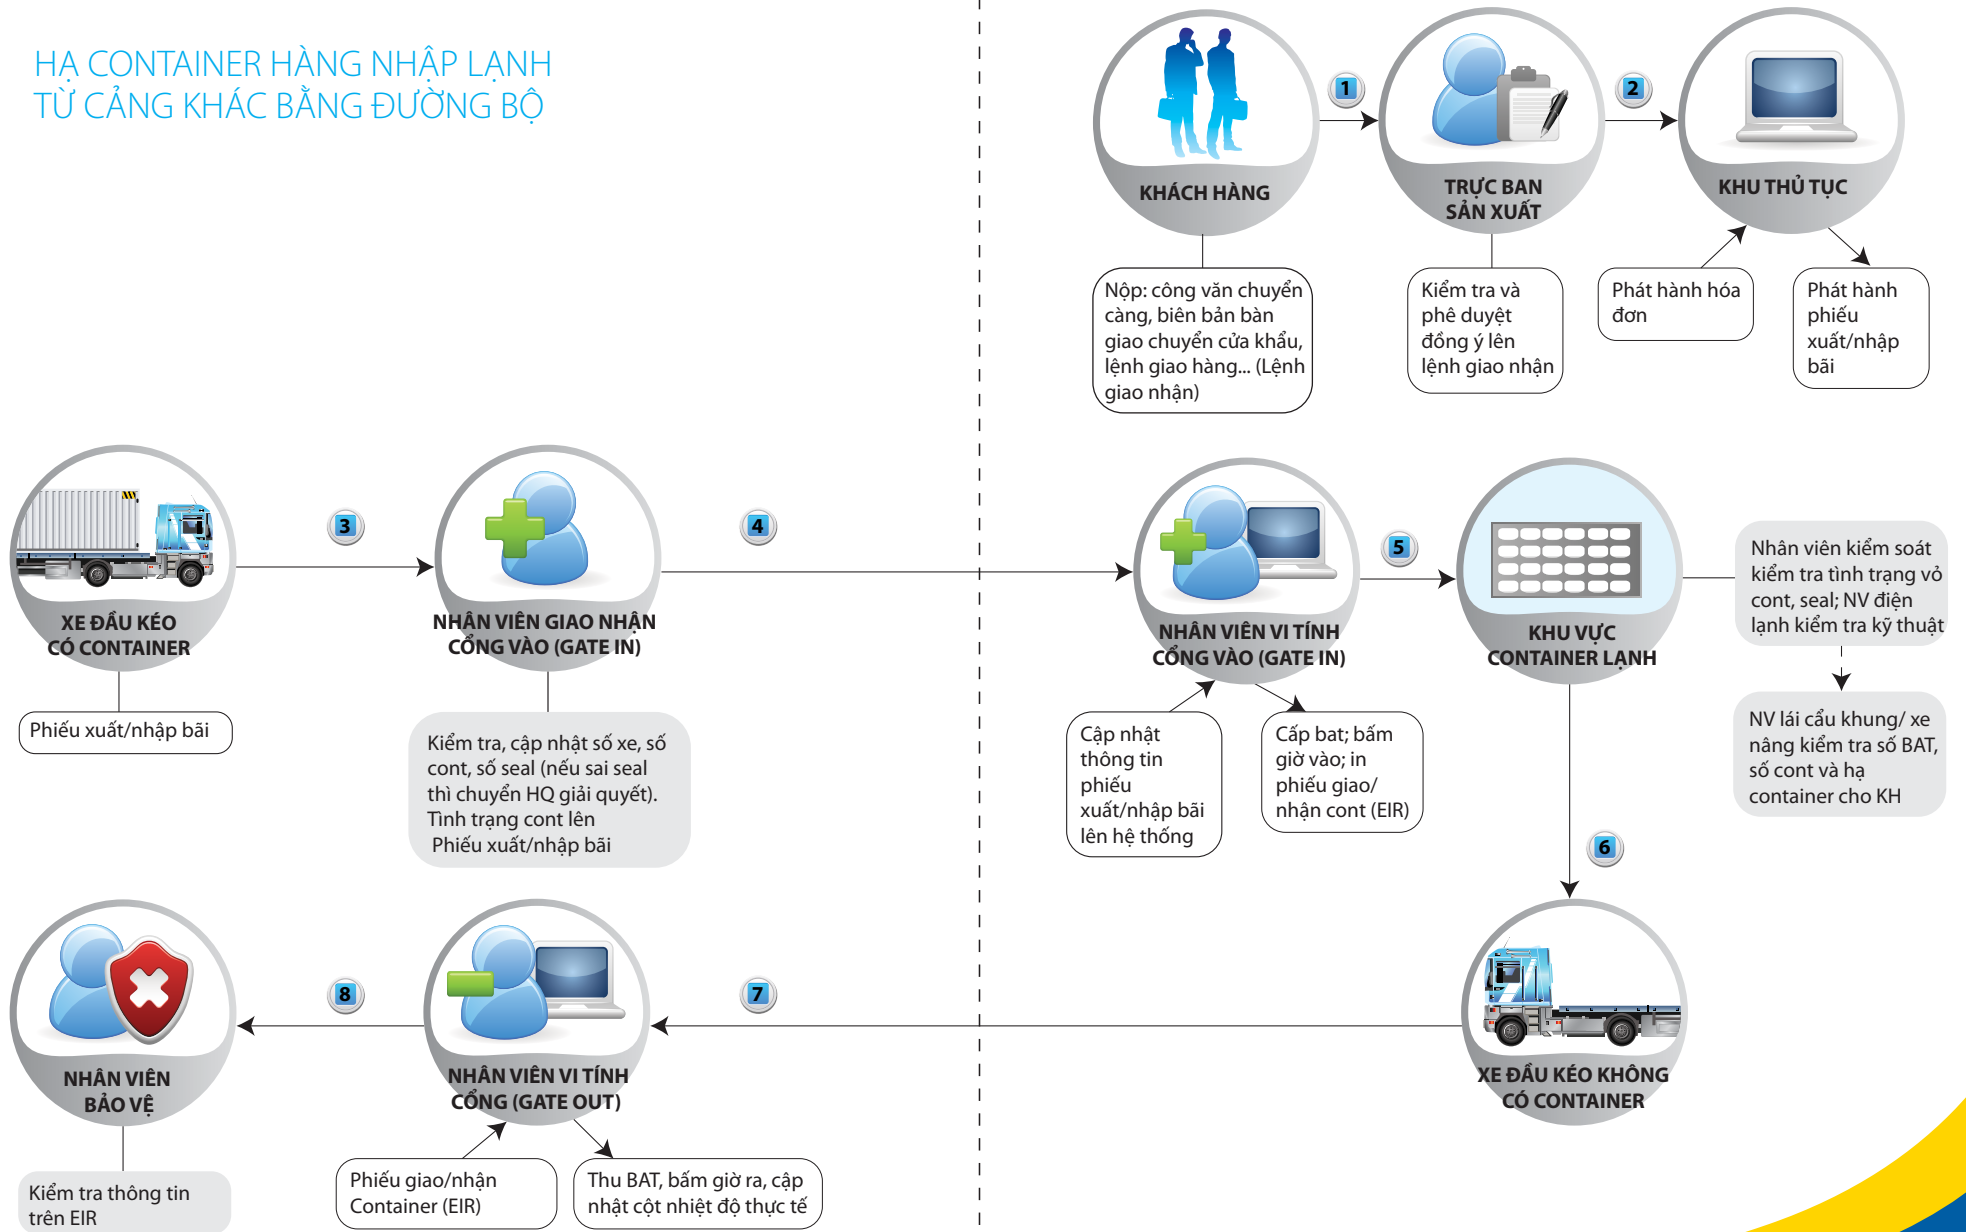 HẠ CONTAINER HÀNG NHẬP LẠNH
TỪ CẢNG KHÁC BẰNG ĐƯỜNG BỘ
1
2
KHÁCH HÀNG
TRỰC BAN
SẢN XUẤT
KHU THỦ TỤC
Nộp: công văn chuyển
càng, biên bản bàn
giao chuyển cửa khẩu,
lệnh giao hàng... (Lệnh
giao nhận)
Kiểm tra và
phê duyệt
đồng ý lên
lệnh giao nhận
Phát hành hóa
đơn
Phát hành
phiếu
xuất/nhập
bãi
3
4
5
XE ĐẦU KÉO
CÓ CONTAINER
NHÂN VIÊN GIAO NHẬN
CỔNG VÀO (GATE IN)
NHÂN VIÊN VI TÍNH
CỔNG VÀO (GATE IN)
KHU VỰC
CONTAINER LẠNH
Nhân viên kiểm soát
kiểm tra tình trạng vỏ
cont, seal; NV điện
lạnh kiểm tra kỹ thuật
Phiếu xuất/nhập bãi
Kiểm tra, cập nhật số xe, số
cont, số seal (nếu sai seal
thì chuyển HQ giải quyết).
Tình trạng cont lên
Phiếu xuất/nhập bãi
Cập nhật
thông tin
phiếu
xuất/nhập bãi
lên hệ thống
Cấp bat; bấm
giờ vào; in
phiếu giao/
nhận cont (EIR)
NV lái cẩu khung/ xe
nâng kiểm tra số BAT,
số cont và hạ
container cho KH
6
8
7
NHÂN VIÊN
BẢO VỆ
NHÂN VIÊN VI TÍNH
CỔNG (GATE OUT)
XE ĐẦU KÉO KHÔNG
CÓ CONTAINER
Kiểm tra thông tin
trên EIR
Phiếu giao/nhận
Container (EIR)
Thu BAT, bấm giờ ra, cập
nhật cột nhiệt độ thực tế